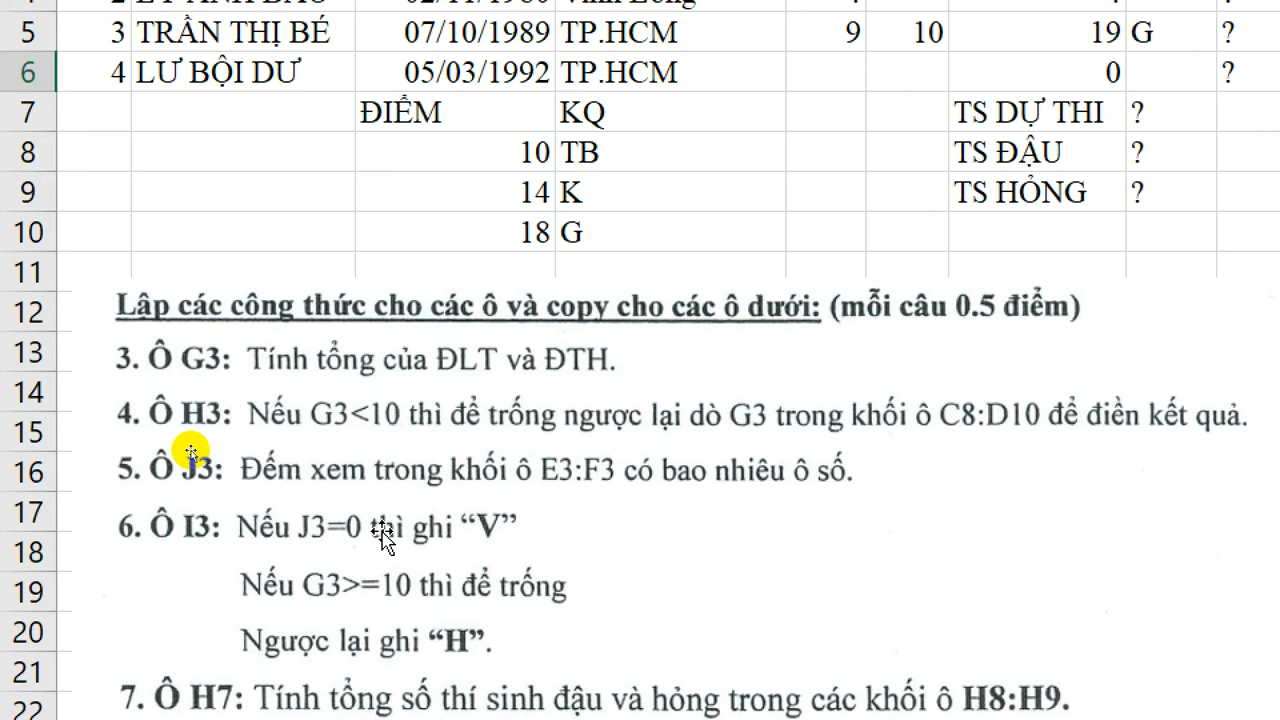 5 3 TRẦN THỊ BÉ 07/10/1989 TP.HCM 9 10 19 G ?
6 4 LƯ BỘI DƯ 05/03/1992 TP.HCM 0 ?
7 ĐIỂM KQ TS DỰ THI ?
8 10 TB TS ĐẬU ?
9 14 K TS HỎNG ?
10 18 G
11
12 Lập các công thức cho các ô và copy cho các ô dưới: (mỗi câu 0.5 điểm)
13 3. Ô G3: Tính tổng của ĐLT và ĐTH.
14
15 4. Ô H3: Nếu G3<10 thì để trống ngược lại dò G3 trong khối ô C8:D10 để điền kết quả.
16 5. Ô J3: Đếm xem trong khối ô E3:F3 có bao nhiêu ô số.
17 6. Ô I3: Nếu J3=0 thì ghi “V”
18
19 Nếu G3>=10 thì để trống
20 Ngược lại ghi “H”.
21
22 7. Ô H7: Tính tổng số thí sinh đậu và hỏng trong các khối ô H8:H9.